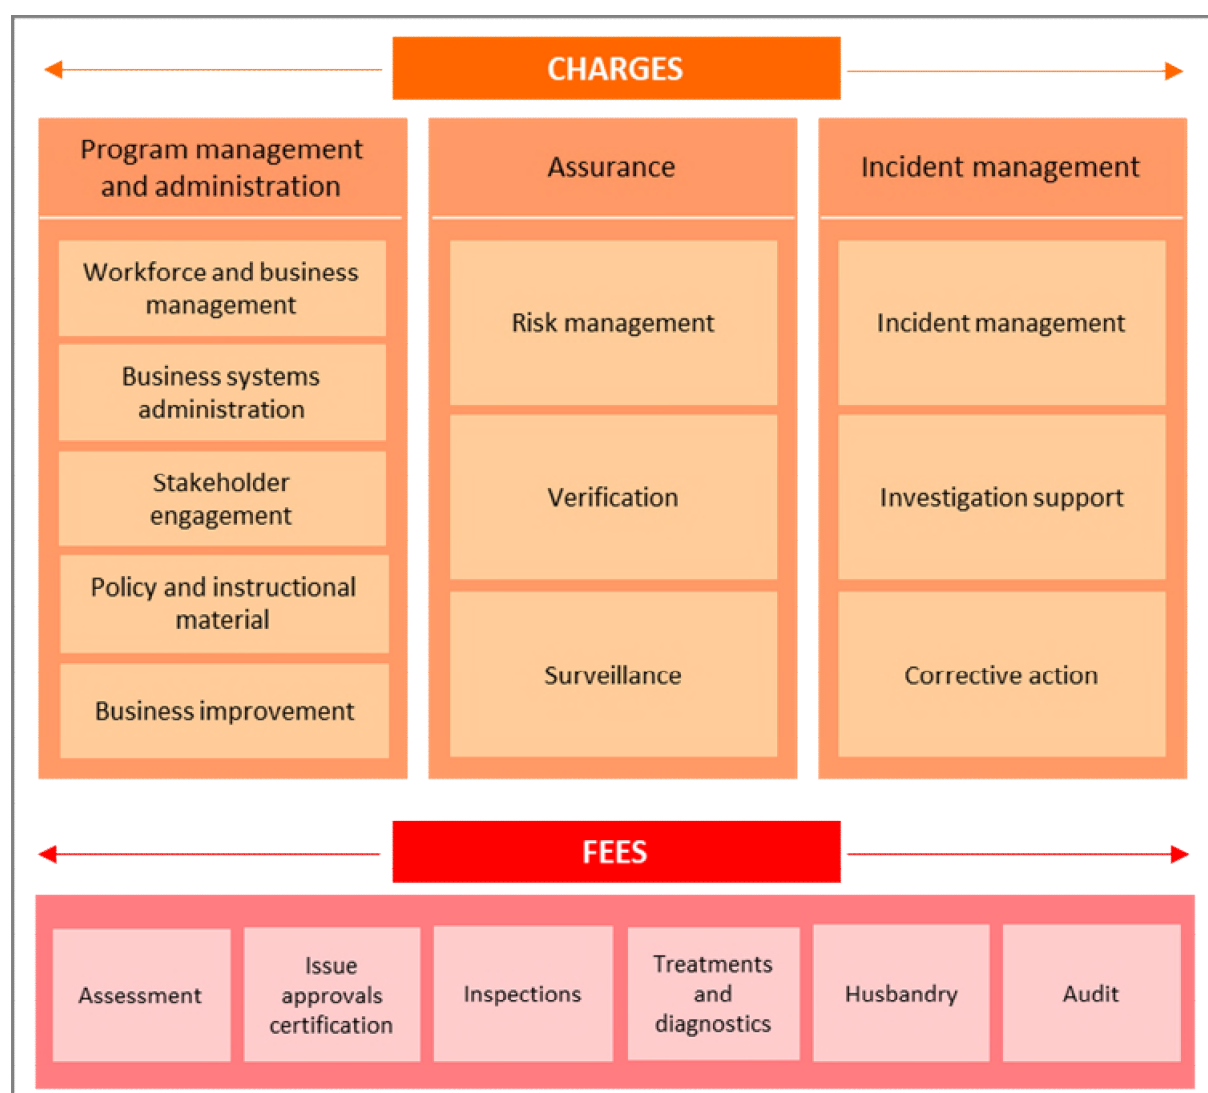 CHARGES
Program management
and administration
Workforce and business
management
Business systems
administration
Stakeholder
engagement
Policy and instructional
material
Business improvement
Assurance
Risk management
Verification
Surveillance
Incident management
Incident management
Investigation support
Corrective action
FEES
Assessment
Issue
approvals
certification
Inspections
Treatments
and
diagnostics
Husbandry
Audit